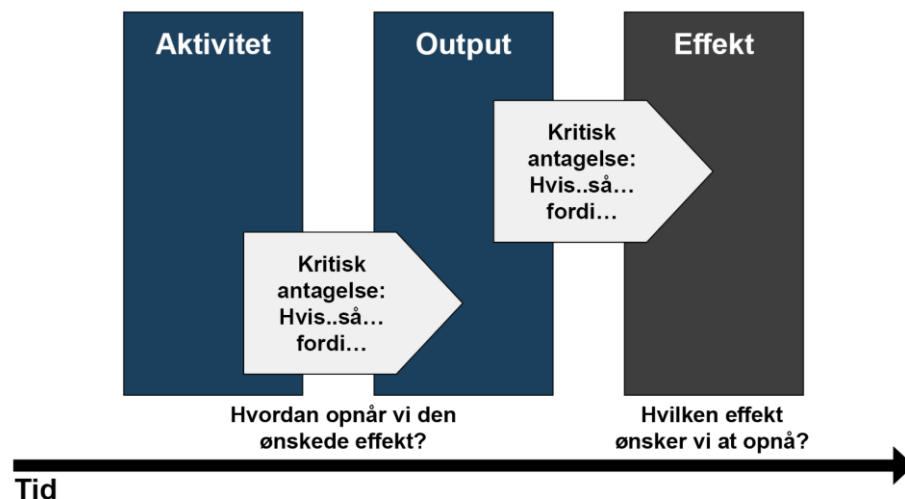 Aktivitet
Output
Effekt
Kritisk
antagelse:
Hvis..så…
fordi…
Kritisk
antagelse:
Hvis..så…
fordi…
Hvordan opnår vi den
ønskede effekt?
Hvilken effekt
ønsker vi at opnå?
Tid